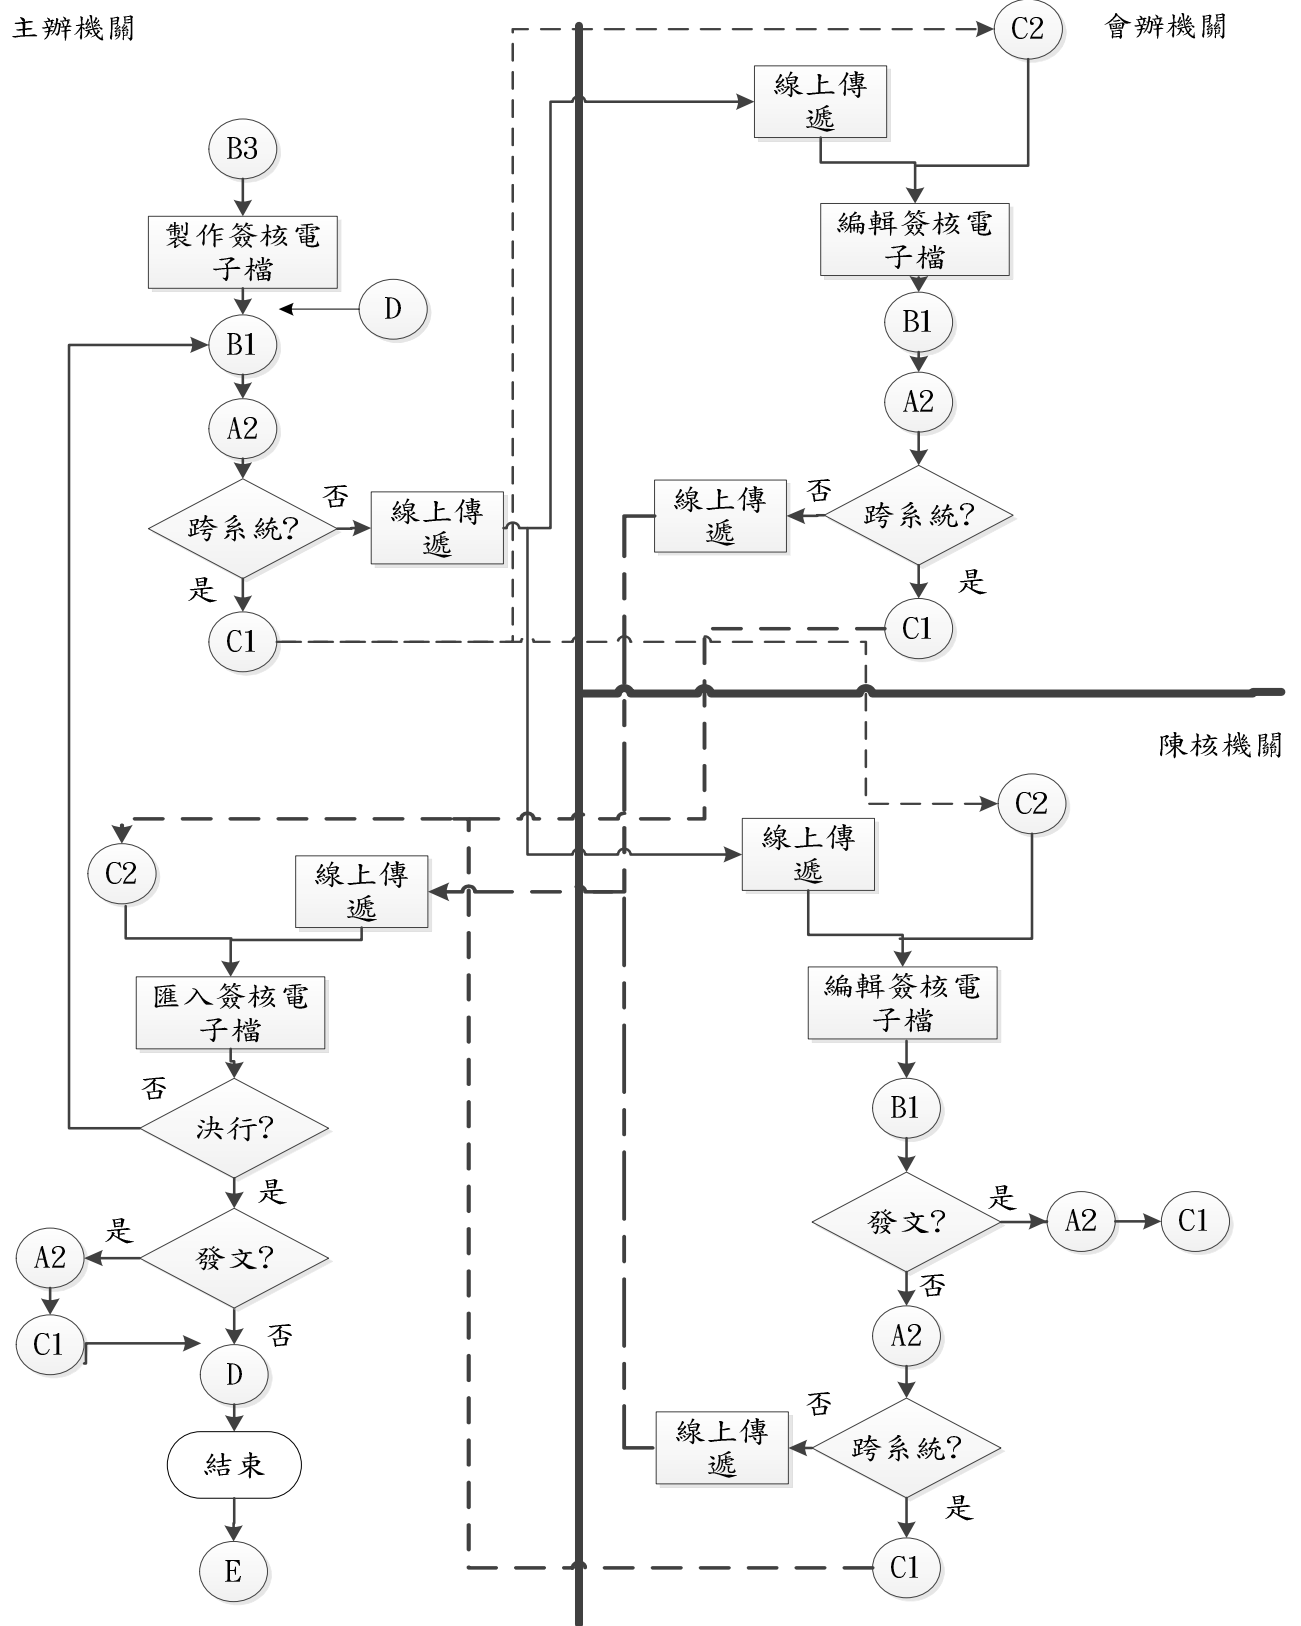 主辦機關
B3
製作簽核電
子檔
D
B1
A2
跨系統?
否
線上傳
遞
是
C1
會辦機關
C2
線上傳
遞
編輯簽核電
子檔
B1
A2
跨系統?
否
線上傳
遞
是
C1
陳核機關
C2
線上傳
遞
編輯簽核電
子檔
B1
發文?
是
A2
C1
否
A2
跨系統?
否
線上傳
遞
是
C1
C2
線上傳
遞
匯入簽核電
子檔
否
決行?
是
發文?
是
A2
C1
否
D
結束
E